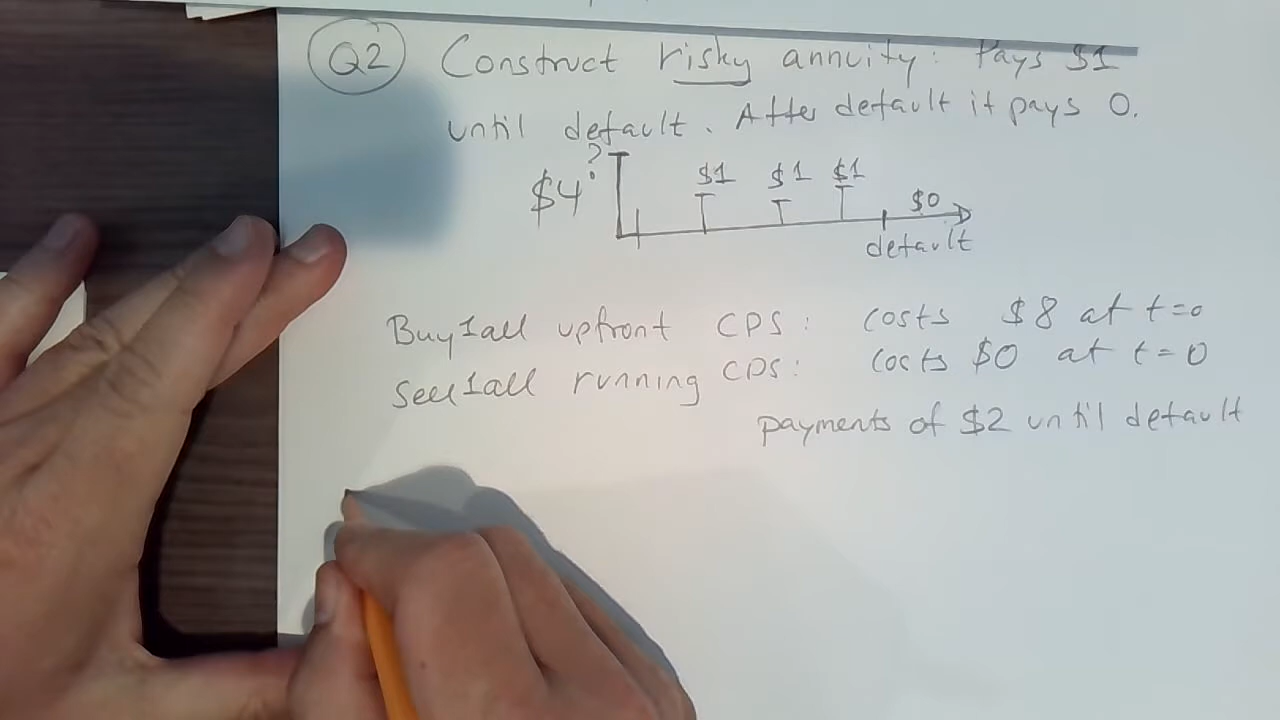 Q2 Construct risky annuity: Pays $1
until default. After default it pays 0.
$4? $1 $1 $1 $0
default
Buy 1 all upfront CPS: costs $8 at t=0
Sell 1 all running CPS: costs $0 at t=0
payments of $2 until default